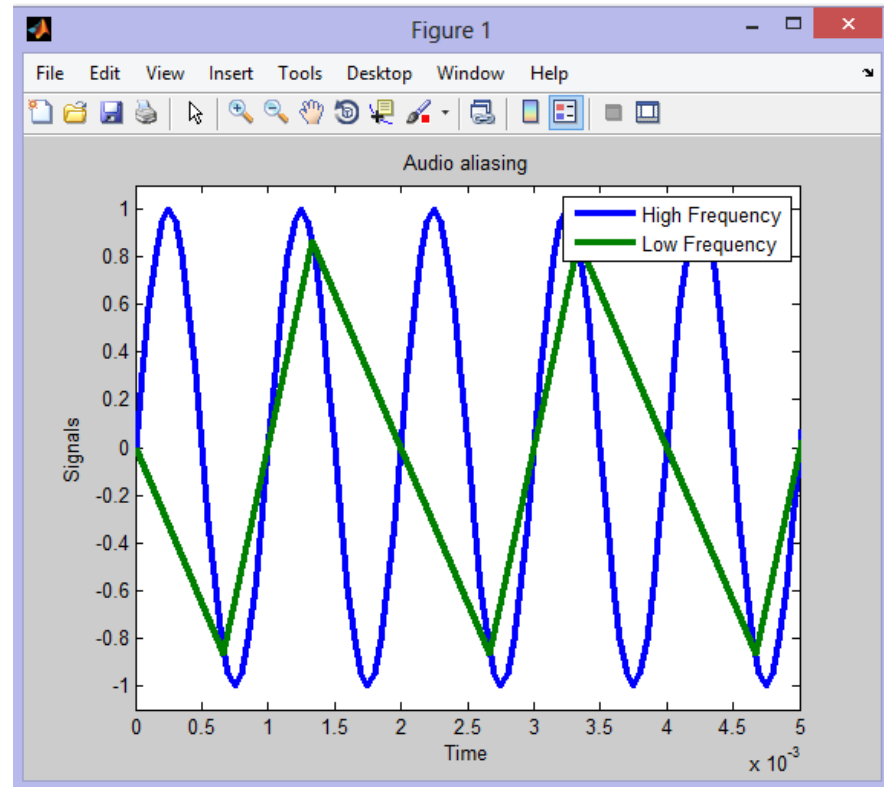 Figure 1
File Edit View Insert Tools Desktop Window Help
Audio aliasing
High Frequency
Low Frequency
1
0.8
0.6
0.4
0.2
0
-0.2
-0.4
-0.6
-0.8
-1
Signals
0 0.5 1 1.5 2 2.5 3 3.5 4 4.5 5
Time
x 10^-3